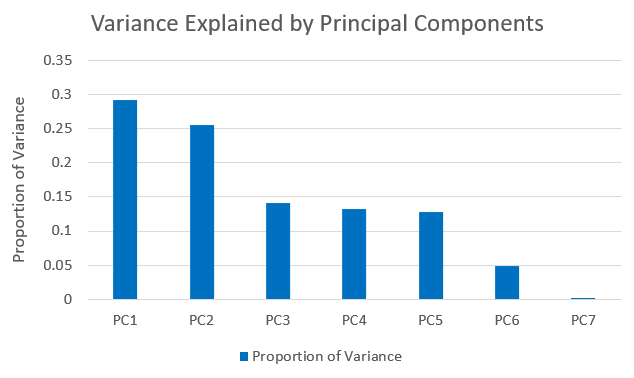 Variance Explained by Principal Components
Proportion of Variance
0.35
0.3
0.25
0.2
0.15
0.1
0.05
0
PC1 PC2 PC3 PC4 PC5 PC6 PC7
Proportion of Variance